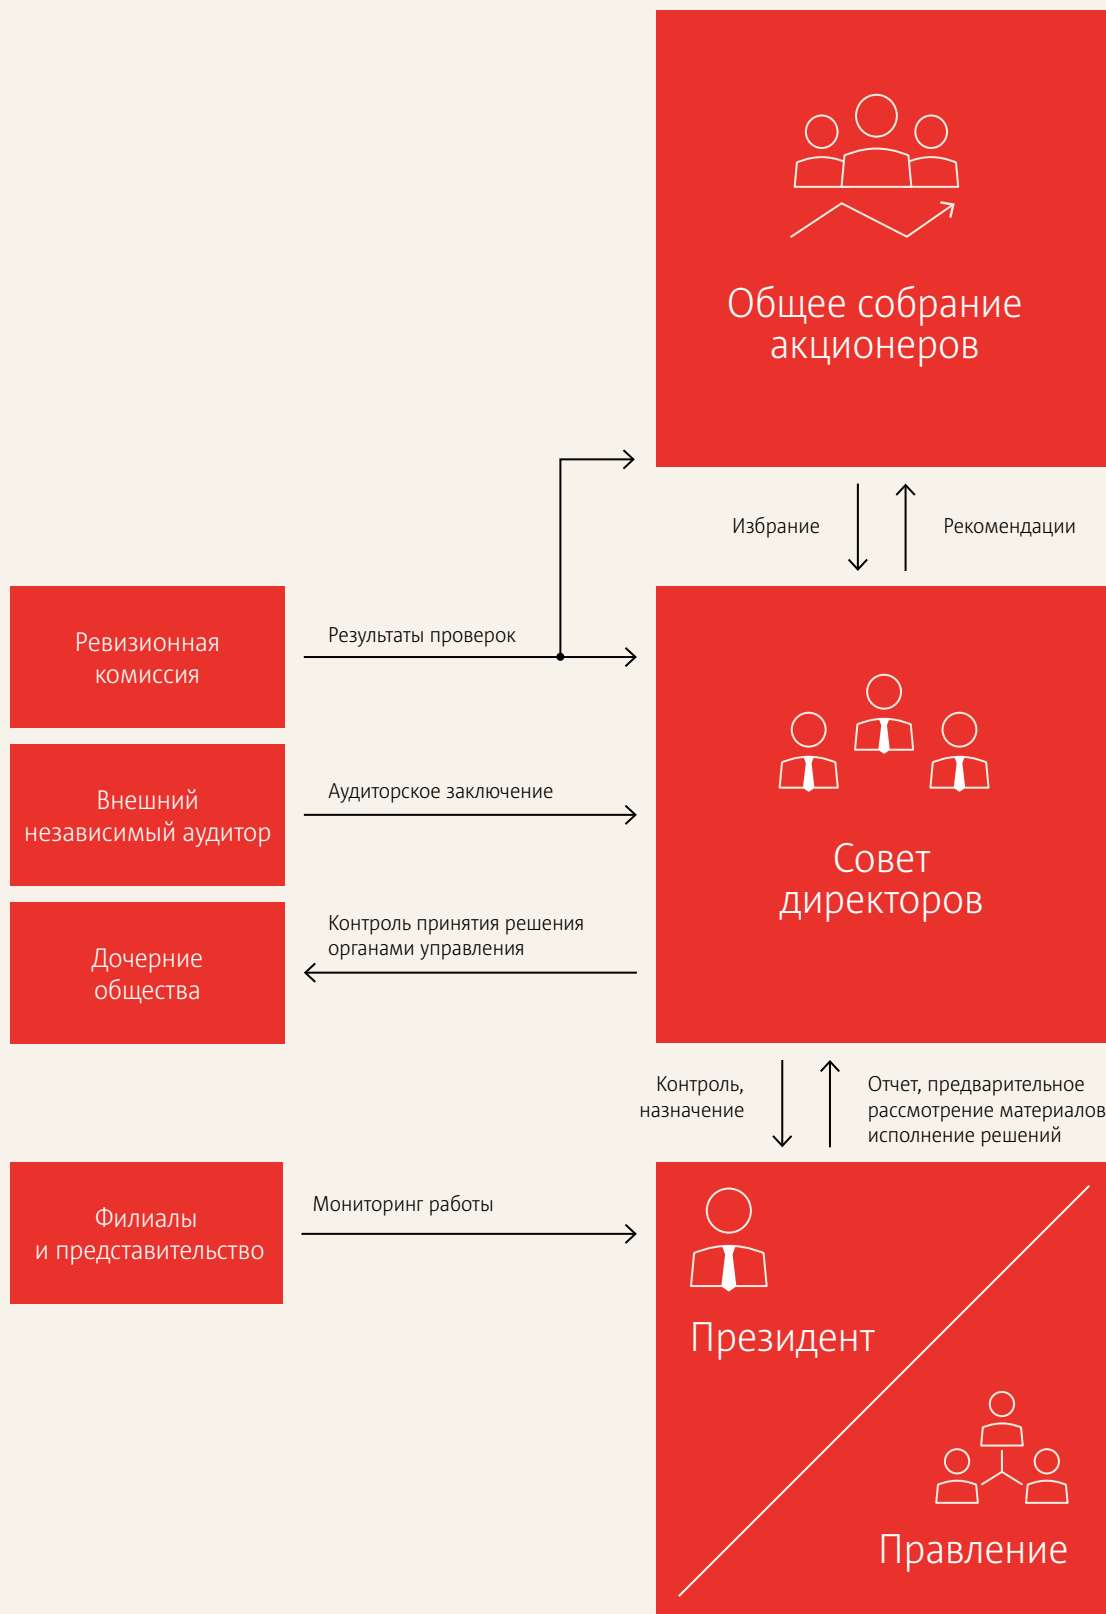 Общее собрание
акционеров
Избрание
Рекомендации
Ревизионная
комиссия
Результаты проверок
Внешний
независимый аудитор
Аудиторское заключение
Совет
директоров
Дочерние
общества
Контроль принятия решения
органами управления
Контроль,
назначение
Отчет, предварительное
рассмотрение материалов
исполнение решений
Филиалы
и представительство
Мониторинг работы
Президент
Правление